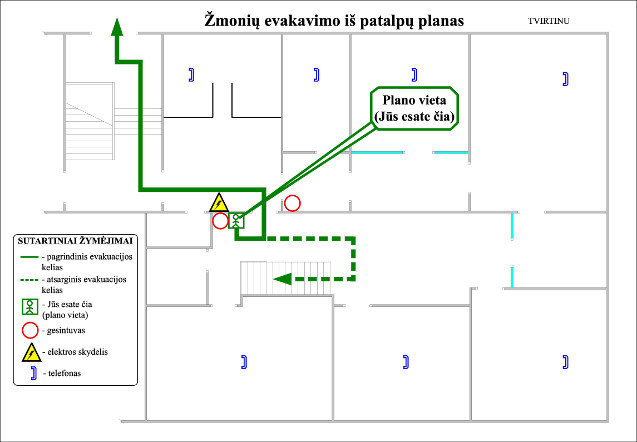 Žmonių evakavimo iš patalpų planas
TVIRTINU
Plano vieta
(Jūs esate čia)
SUTARTINIAI ŽYMĖJIMAI
- pagrindinis evakuacijos
kelias
- atsarginis evakuacijos
kelias
- Jūs esate čia
(plano vieta)
- gesintuvas
- elektros skydelis
- telefonas